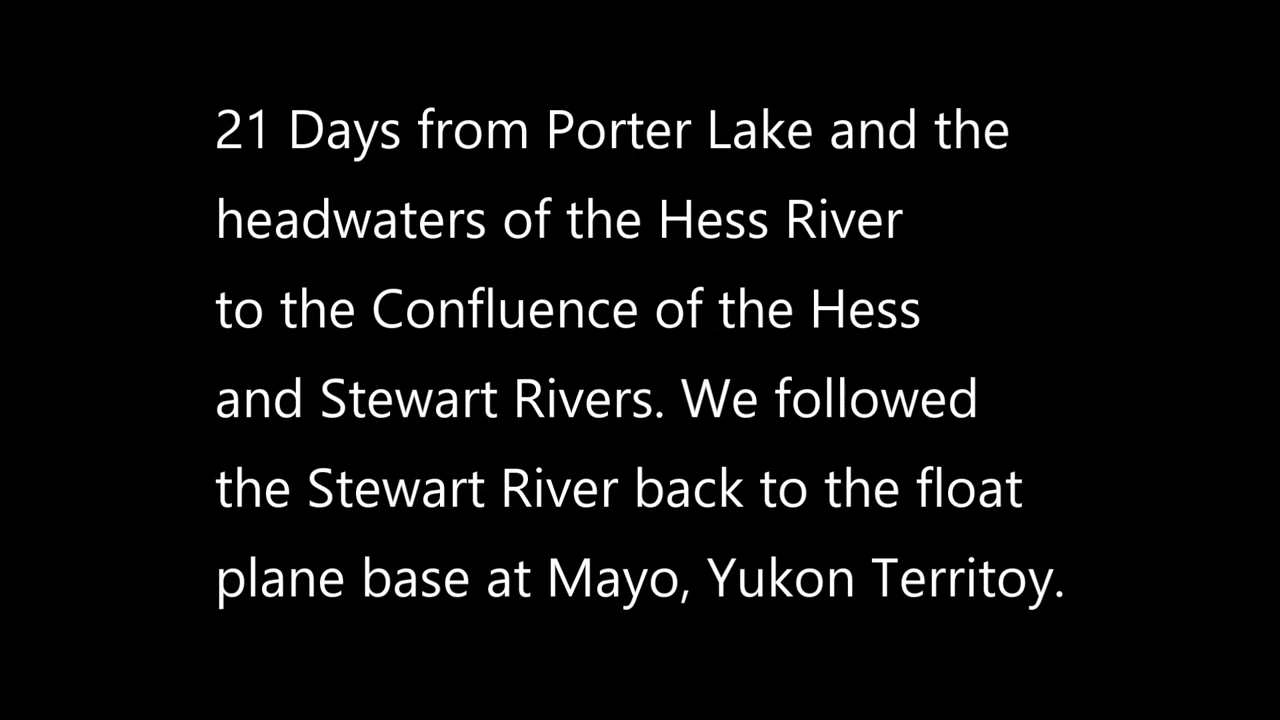 21 Days from Porter Lake and the
headwaters of the Hess River
to the Confluence of the Hess
and Stewart Rivers. We followed
the Stewart River back to the float
plane base at Mayo, Yukon Territoy.